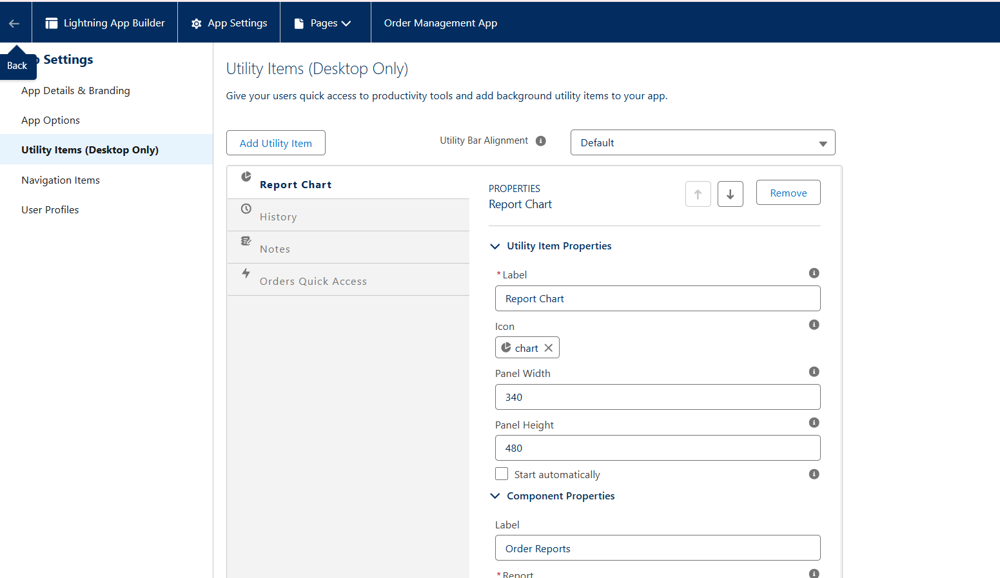 Lightning App Builder
App Settings
Pages
Order Management App
Back
Settings
App Details & Branding
App Options
Utility Items (Desktop Only)
Navigation Items
User Profiles
Utility Items (Desktop Only)
Give your users quick access to productivity tools and add background utility items to your app.
Add Utility Item
Utility Bar Alignment
Default
Report Chart
History
Notes
Orders Quick Access
PROPERTIES
Report Chart
Remove
Utility Item Properties
*Label
Report Chart
Icon
chart
Panel Width
340
Panel Height
480
Start automatically
Component Properties
Label
Order Reports
*Report